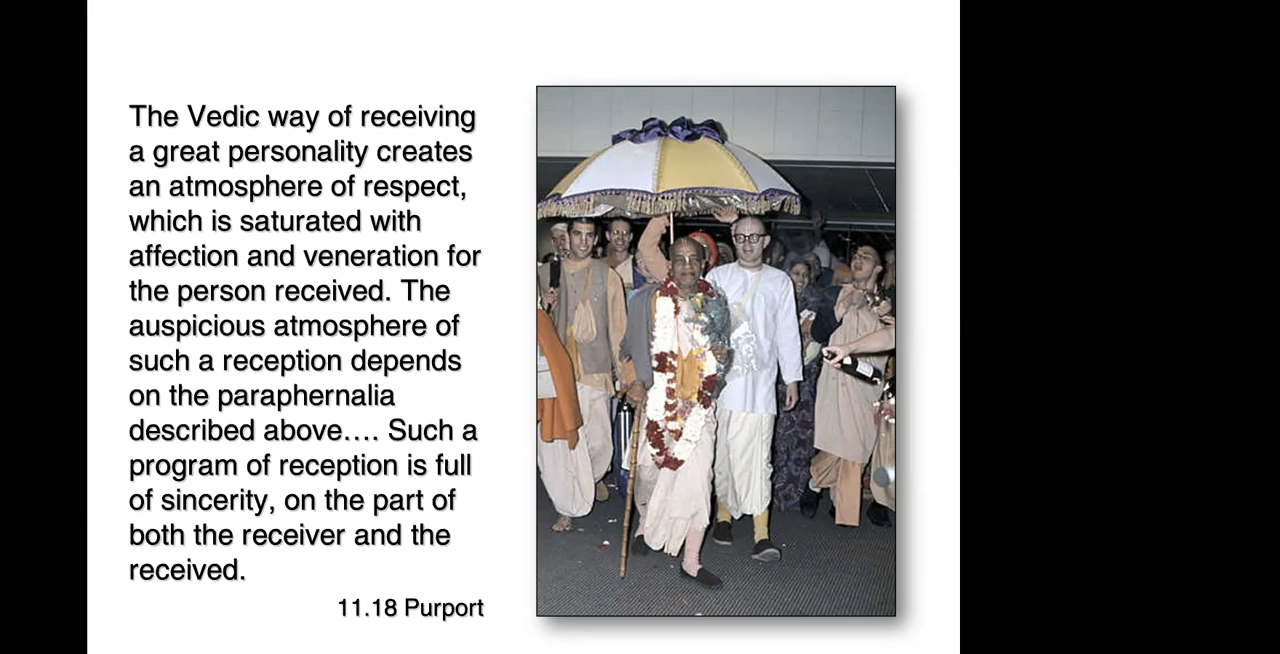 The Vedic way of receiving
a great personality creates
an atmosphere of respect,
which is saturated with
affection and veneration for
the person received. The
auspicious atmosphere of
such a reception depends
on the paraphernalia
described above…. Such a
program of reception is full
of sincerity, on the part of
both the receiver and the
received.
11.18 Purport